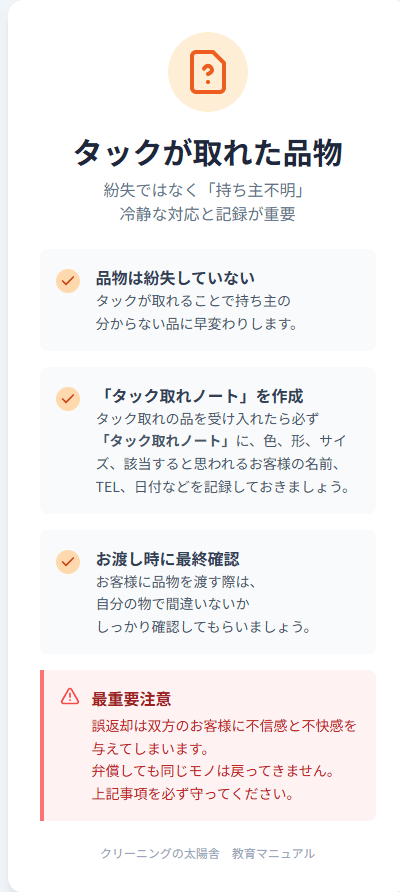 タックが取れた品物
紛失ではなく「持ち主不明」
冷静な対応と記録が重要
品物は紛失していない
タックが取れることで持ち主の
分からない品に早変わりします。
「タック取れノート」を作成
タック取れの品を受け入れたら必ず
「タック取れノート」に、色、形、サイ
ズ、該当すると思われるお客様の名前、
TEL、日付などを記録しておきましょう。
お渡し時に最終確認
お客様に品物を渡す際は、
自分の物で間違いないか
しっかり確認してもらいましょう。
最重要注意
誤返却は双方のお客様に不信感と不快感を
与えてしまいます。
弁償しても同じモノは戻ってきません。
上記事項を必ず守ってください。
クリーニングの太陽舎　教育マニュアル